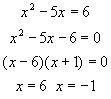 x² − 5x = 6
x² − 5x − 6 = 0
(x − 6)(x + 1) = 0
x = 6   x = −1